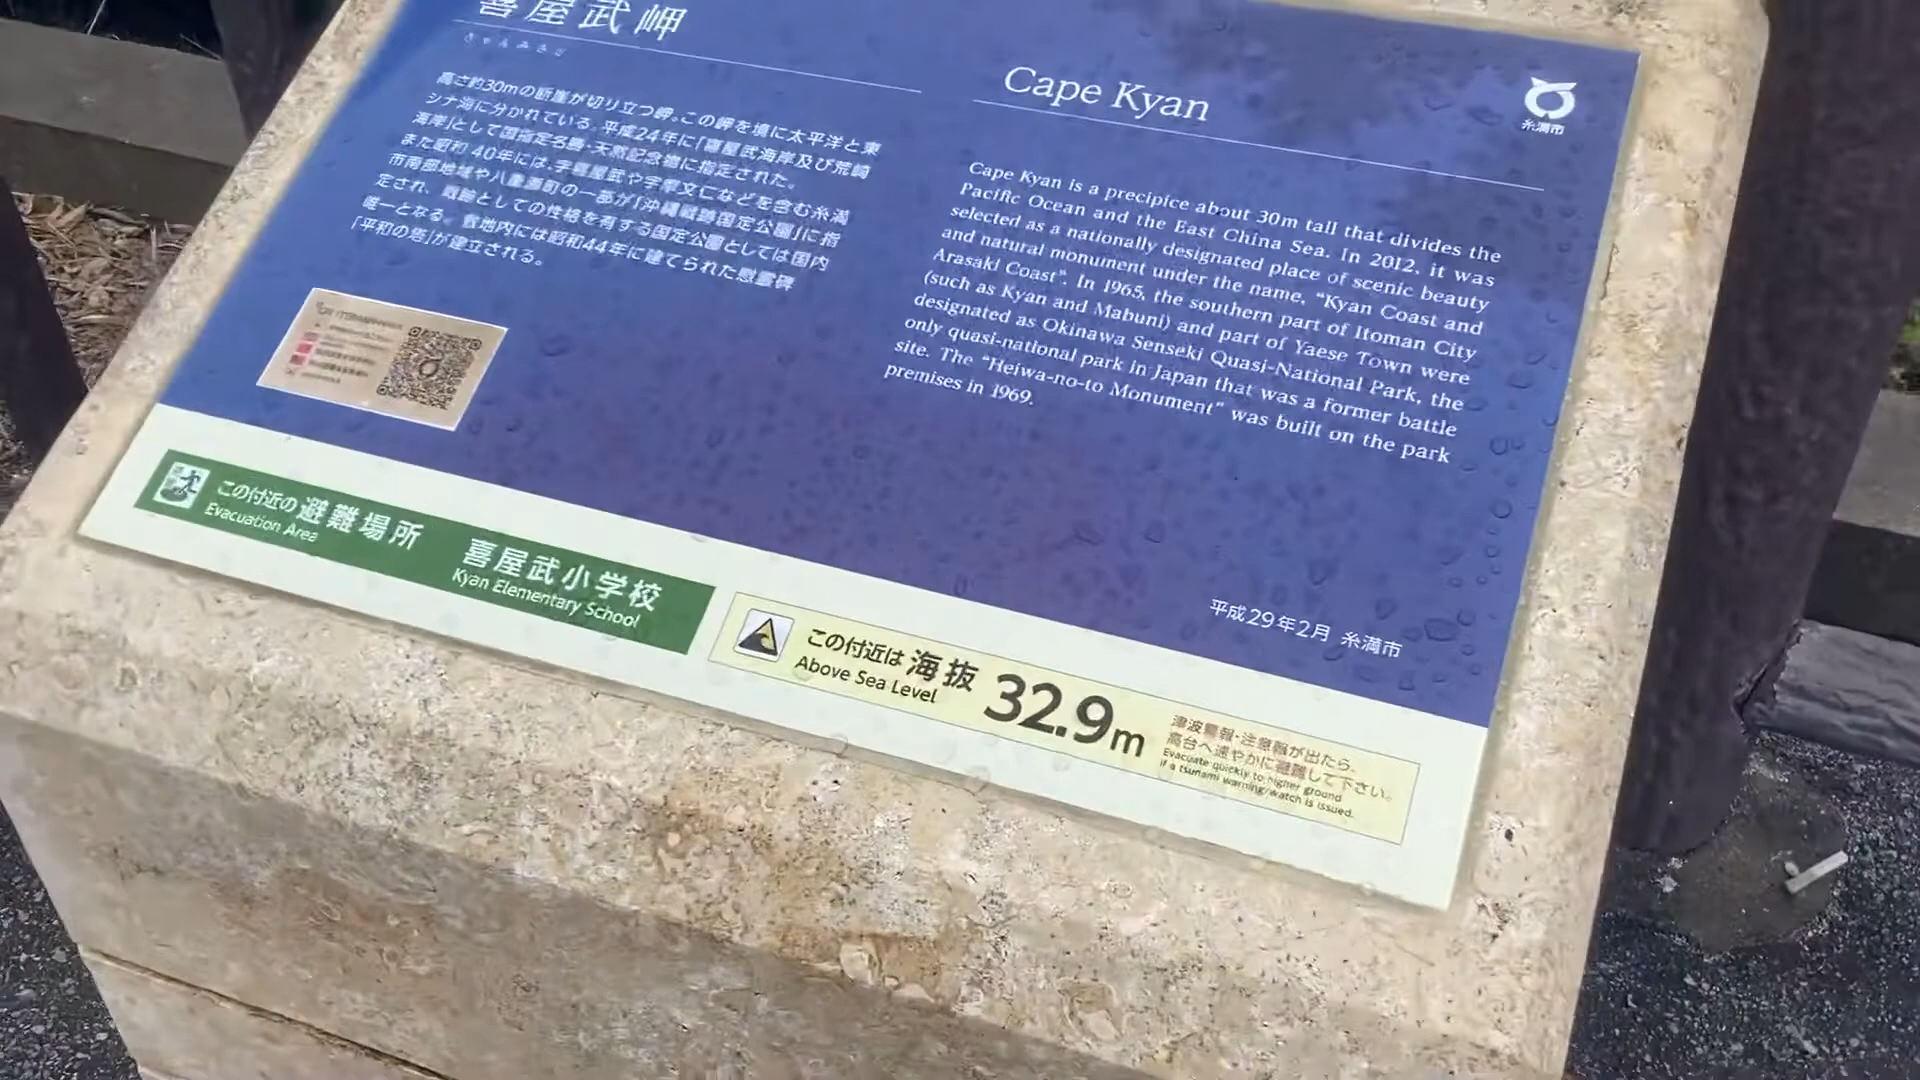 喜屋武岬
きゃんみさき
高さ約30mの断崖が切り立つ岬。この岬を境に太平洋と東
シナ海に分かれている。平成24年に「喜屋武海岸及び荒崎
海岸」として国指定名勝・天然記念物に指定された。
また昭和 40年には、字喜屋武や字摩文仁などを含む糸満
市南部地域や八重瀬町の一部が「沖縄戦跡国定公園」に指
定され、戦跡としての性格を有する国定公園としては国内
唯一となる。官地内には昭和44年に建てられた慰霊碑
「平和の塔」が建立される。
Cape Kyan
糸満市
Cape Kyan is a precipice about 30m tall that divides the
Pacific Ocean and the East China Sea. In 2012, it was
selected as a nationally designated place of scenic beauty
and natural monument under the name, “Kyan Coast and
Arasaki Coast”. In 1965, the southern part of Itoman City
(such as Kyan and Mabuni) and part of Yaese Town were
designated as Okinawa Senseki Quasi-National Park, the
only quasi-national park in Japan that was a former battle
site. The “Heiwa-no-to Monument” was built on the park
premises in 1969.
平成29年2月 糸満市
この付近の避難場所 喜屋武小学校
Evacuation Area Kyan Elementary School
この付近は 海抜 32.9m
Above Sea Level
津波警報・注意報が出たら、
高台へ速やかに避難して下さい。
Evacuate quickly to higher ground
if a tsunami warning/watch is issued.